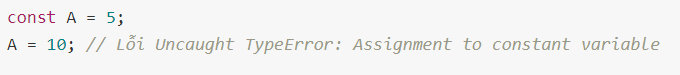 const A = 5;
A = 10; // Lỗi Uncaught TypeError: Assignment to constant variable